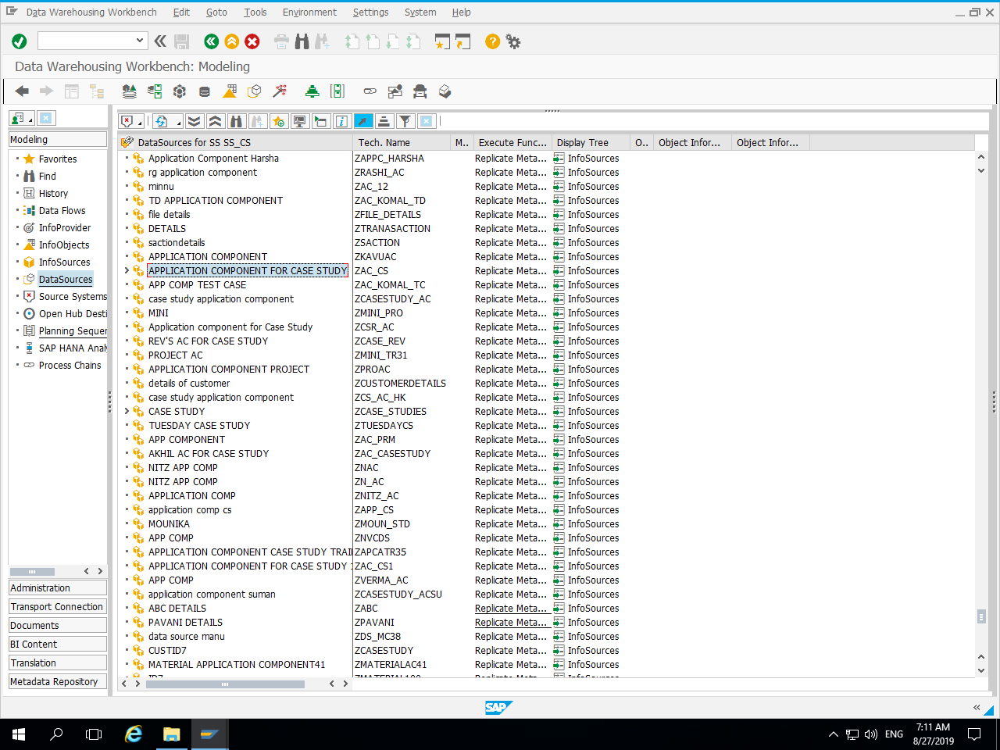 Data Warehousing Workbench Edit Goto Tools Environment Settings System Help
Data Warehousing Workbench: Modeling
Modeling
Favorites
Find
History
Data Flows
InfoProvider
InfoObjects
InfoSources
DataSources
Source Systems
Open Hub Desti
Planning Sequer
SAP HANA Anal
Process Chains
Administration
Transport Connection
Documents
BI Content
Translation
Metadata Repository
DataSources for SS SS_CS Tech. Name M.. Execute Func... Display Tree O.. Object Infor... Object Infor...
Application Component Harsha ZAPPC_HARSHA Replicate Meta... InfoSources
rg application component ZRASHI_AC Replicate Meta... InfoSources
minnu ZAC_12 Replicate Meta... InfoSources
TD APPLICATION COMPONENT ZAC_KOMAL_TD Replicate Meta... InfoSources
file details ZFILE_DETAILS Replicate Meta... InfoSources
DETAILS ZTRANASACTION Replicate Meta... InfoSources
sactiondetails ZSACTION Replicate Meta... InfoSources
APPLICATION COMPONENT ZKAVUAC Replicate Meta... InfoSources
APPLICATION COMPONENT FOR CASE STUDY ZAC_CS Replicate Meta... InfoSources
APP COMP TEST CASE ZAC_KOMAL_TC Replicate Meta... InfoSources
case study application component ZCASESTUDY_AC Replicate Meta... InfoSources
MINI ZMINI_PRO Replicate Meta... InfoSources
Application component for Case Study ZCSR_AC Replicate Meta... InfoSources
REV'S AC FOR CASE STUDY ZCASE_REV Replicate Meta... InfoSources
PROJECT AC ZMINI_TR31 Replicate Meta... InfoSources
APPLICATION COMPONENT PROJECT ZPROAC Replicate Meta... InfoSources
details of customer ZCUSTOMERDETAILS Replicate Meta... InfoSources
case study application component ZCS_AC_HK Replicate Meta... InfoSources
CASE STUDY ZCASE_STUDIES Replicate Meta... InfoSources
TUESDAY CASE STUDY ZTUESDAYCS Replicate Meta... InfoSources
APP COMPONENT ZAC_PRM Replicate Meta... InfoSources
AKHIL AC FOR CASE STUDY ZAC_CASESTUDY Replicate Meta... InfoSources
NITZ APP COMP ZNAC Replicate Meta... InfoSources
NITZ APP COMP ZN_AC Replicate Meta... InfoSources
APPLICATION COMP ZNITZ_AC Replicate Meta... InfoSources
application comp cs ZAPP_CS Replicate Meta... InfoSources
MOUNIKA ZMOUN_STD Replicate Meta... InfoSources
APP COMP ZNVCDS Replicate Meta... InfoSources
APPLICATION COMPONENT CASE STUDY TRAI ZAPCATR35 Replicate Meta... InfoSources
APPLICATION COMPONENT FOR CASE STUDY ZAC_CS1 Replicate Meta... InfoSources
APP COMP ZVERMA_AC Replicate Meta... InfoSources
application component suman ZCASESTUDY_ACSU Replicate Meta... InfoSources
ABC DETAILS ZABC Replicate Meta... InfoSources
PAVANI DETAILS ZPAVANI Replicate Meta... InfoSources
data source manu ZDS_MC38 Replicate Meta... InfoSources
CUSTID7 ZCASESTUDY Replicate Meta... InfoSources
MATERIAL APPLICATION COMPONENT41 ZMATERIALAC41 Replicate Meta... InfoSources
Replicate Meta... InfoSources
SAP
ENG
7:11 AM
8/27/2019